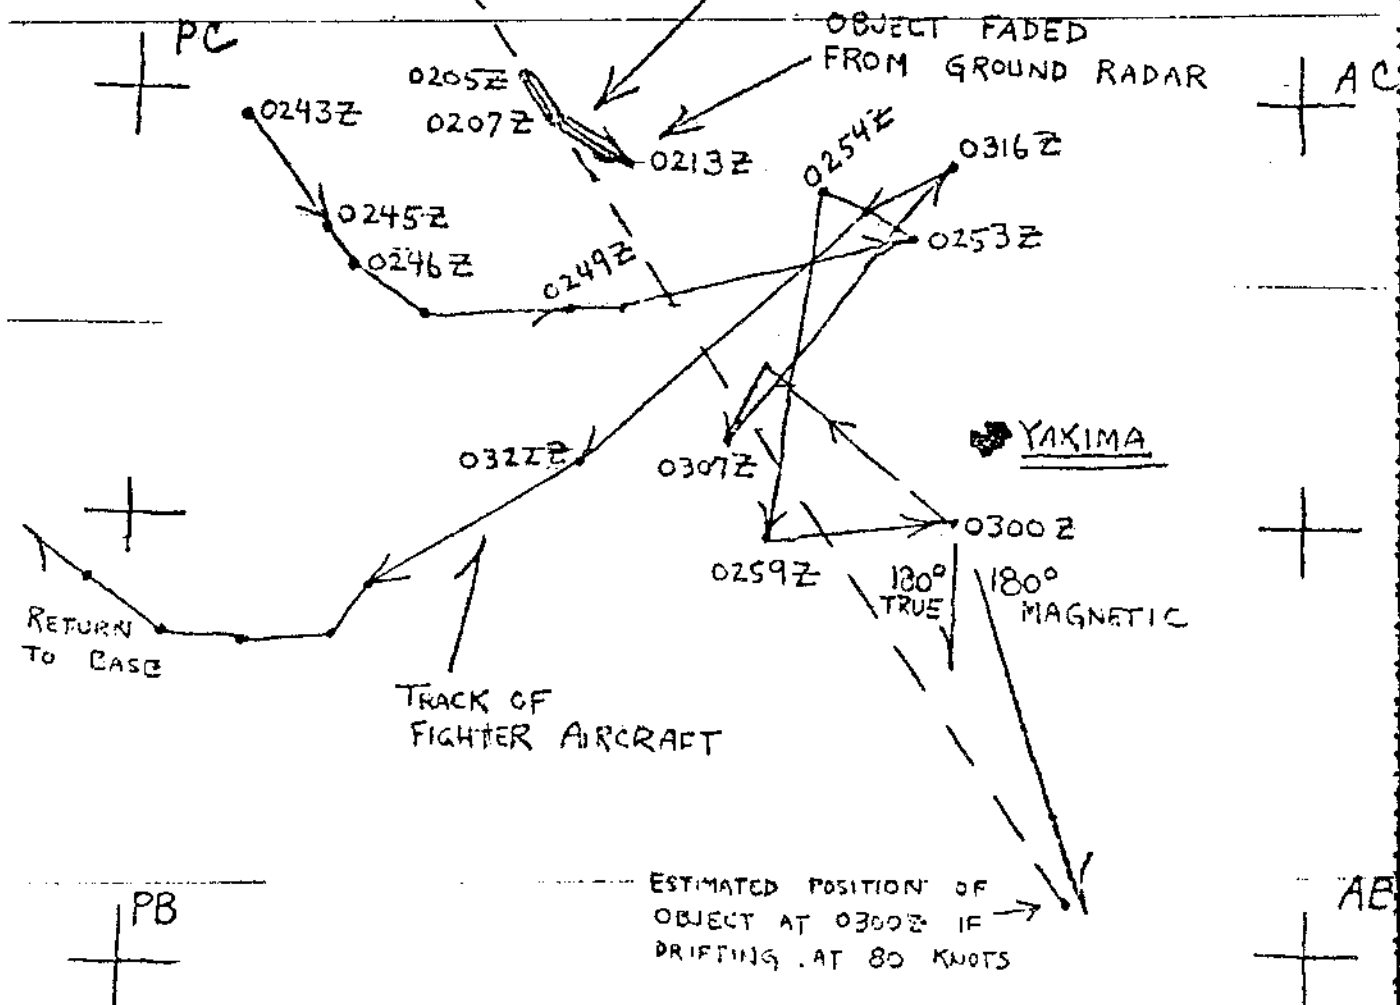 PC
OBJECT FADED
FROM GROUND RADAR
AC
0205Z
0243Z
0207Z
0254Z
0316Z
0213Z
0245Z
0253Z
0246Z
0249Z
YAKIMA
0322Z
0307Z
0300Z
0259Z
180°
TRUE
180°
MAGNETIC
RETURN
TO BASE
TRACK OF
FIGHTER AIRCRAFT
PB
ESTIMATED POSITION OF
OBJECT AT 0300Z IF
DRIFTING . AT 80 KNOTS